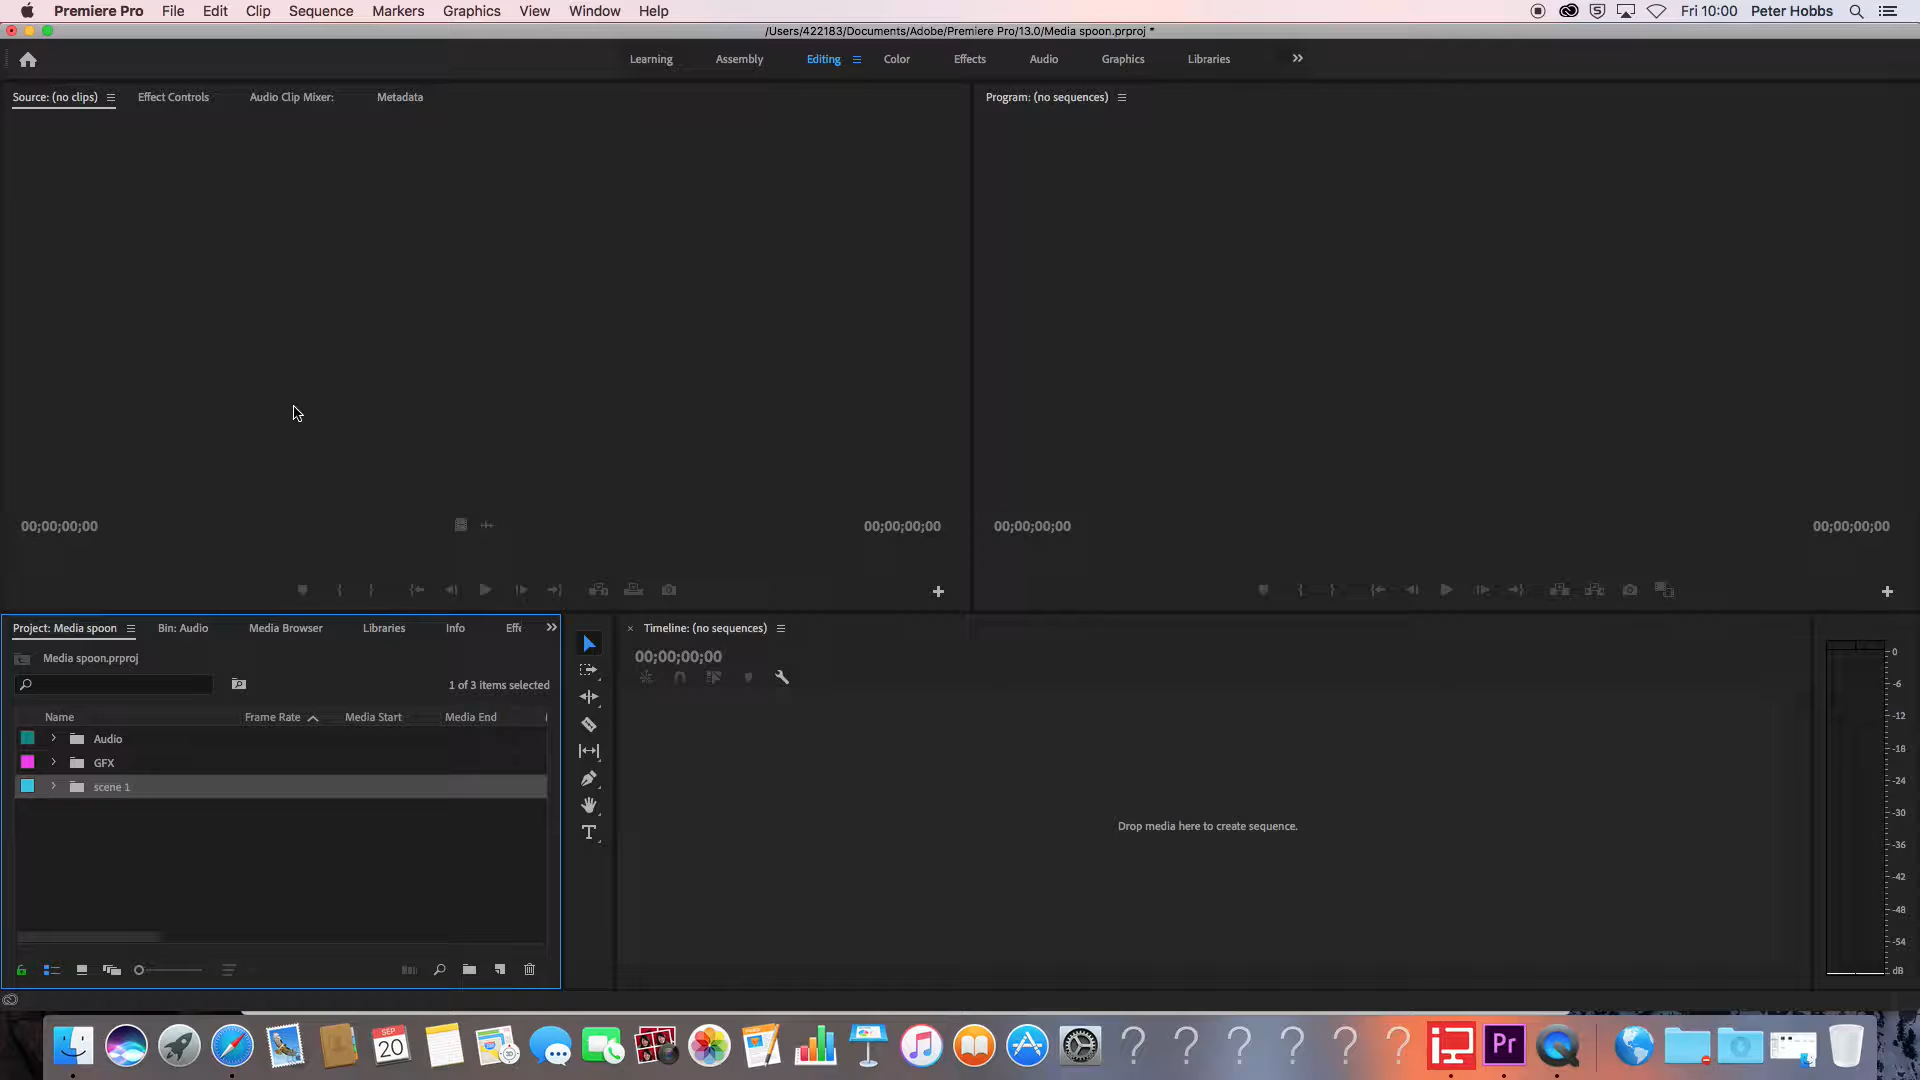 Premiere Pro File Edit Clip Sequence Markers Graphics View Window Help Fri 10:00 Peter Hobbs
/Users/422183/Documents/Adobe/Premiere Pro/13.0/Media spoon.prproj *
Learning Assembly Editing Color Effects Audio Graphics Libraries
Source: (no clips) Effect Controls Audio Clip Mixer: Metadata
Program: (no sequences)
00;00;00;00 00;00;00;00
00;00;00;00 00;00;00;00
Project: Media spoon Bin: Audio Media Browser Libraries Info Effe
Media spoon.prproj
1 of 3 items selected
Name Frame Rate Media Start Media End
Audio
GFX
scene 1
Timeline: (no sequences)
00;00;00;00
Drop media here to create sequence.
0
-6
-12
-18
-24
-30
-36
-42
-48
-54
dB
SEP
20
Pr